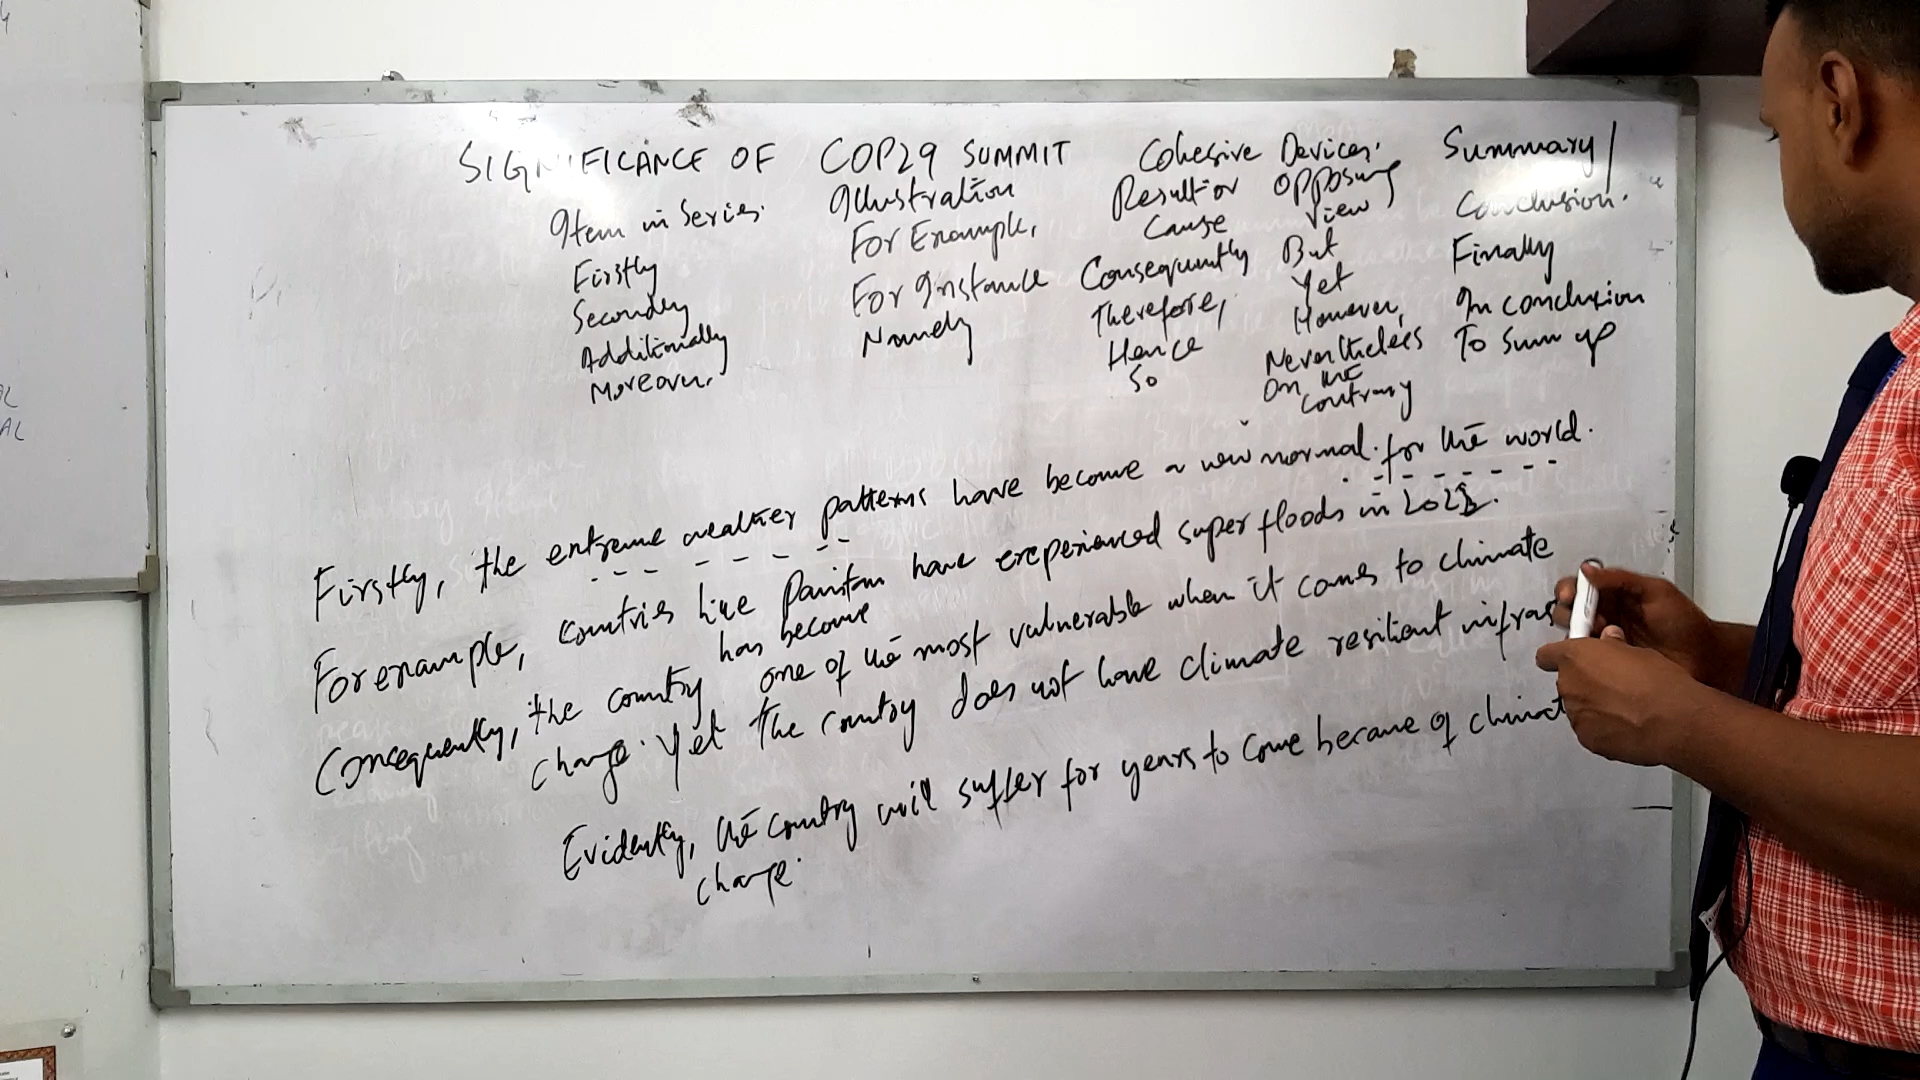 SIGNIFICANCE OF COP29 SUMMIT Cohesive Devices.
Item in Series.
Firstly
Secondly
Additionally
Moreover,
Illustration
For Example,
For Instance
Namely
Result or
Cause
Consequently
Therefore,
Hence
So
Opposing
View
But
Yet
However,
Nevertheless
On the
Contrary
Summary/
Conclusion.
Finally
In conclusion
To Sum up
Firstly, the extreme weather patterns have become a new normal for the world.
For example, countries like have experienced super floods in
has become
Consequently, the country one of the most vulnerable when it comes to climate
change. Yet the country does not have climate resilient infras
Evidently, the country will suffer for years to come because of climat
change.
AL